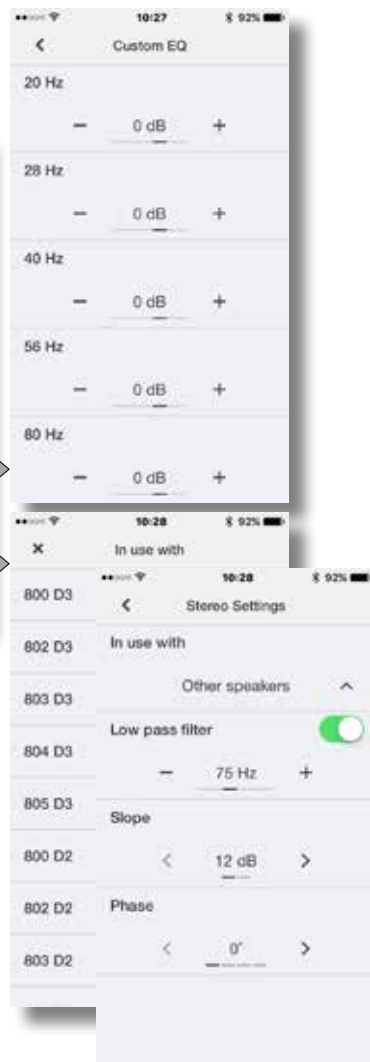 10:27
92%
Custom EQ
20 Hz
− 0 dB +
28 Hz
− 0 dB +
40 Hz
− 0 dB +
56 Hz
− 0 dB +
80 Hz
− 0 dB +
10:28
92%
× In use with
800 D3
802 D3
803 D3
804 D3
805 D3
800 D2
802 D2
803 D2
10:28
92%
< Stereo Settings
In use with
Other speakers
Low pass filter
− 75 Hz +
Slope
< 12 dB >
Phase
< 0° >